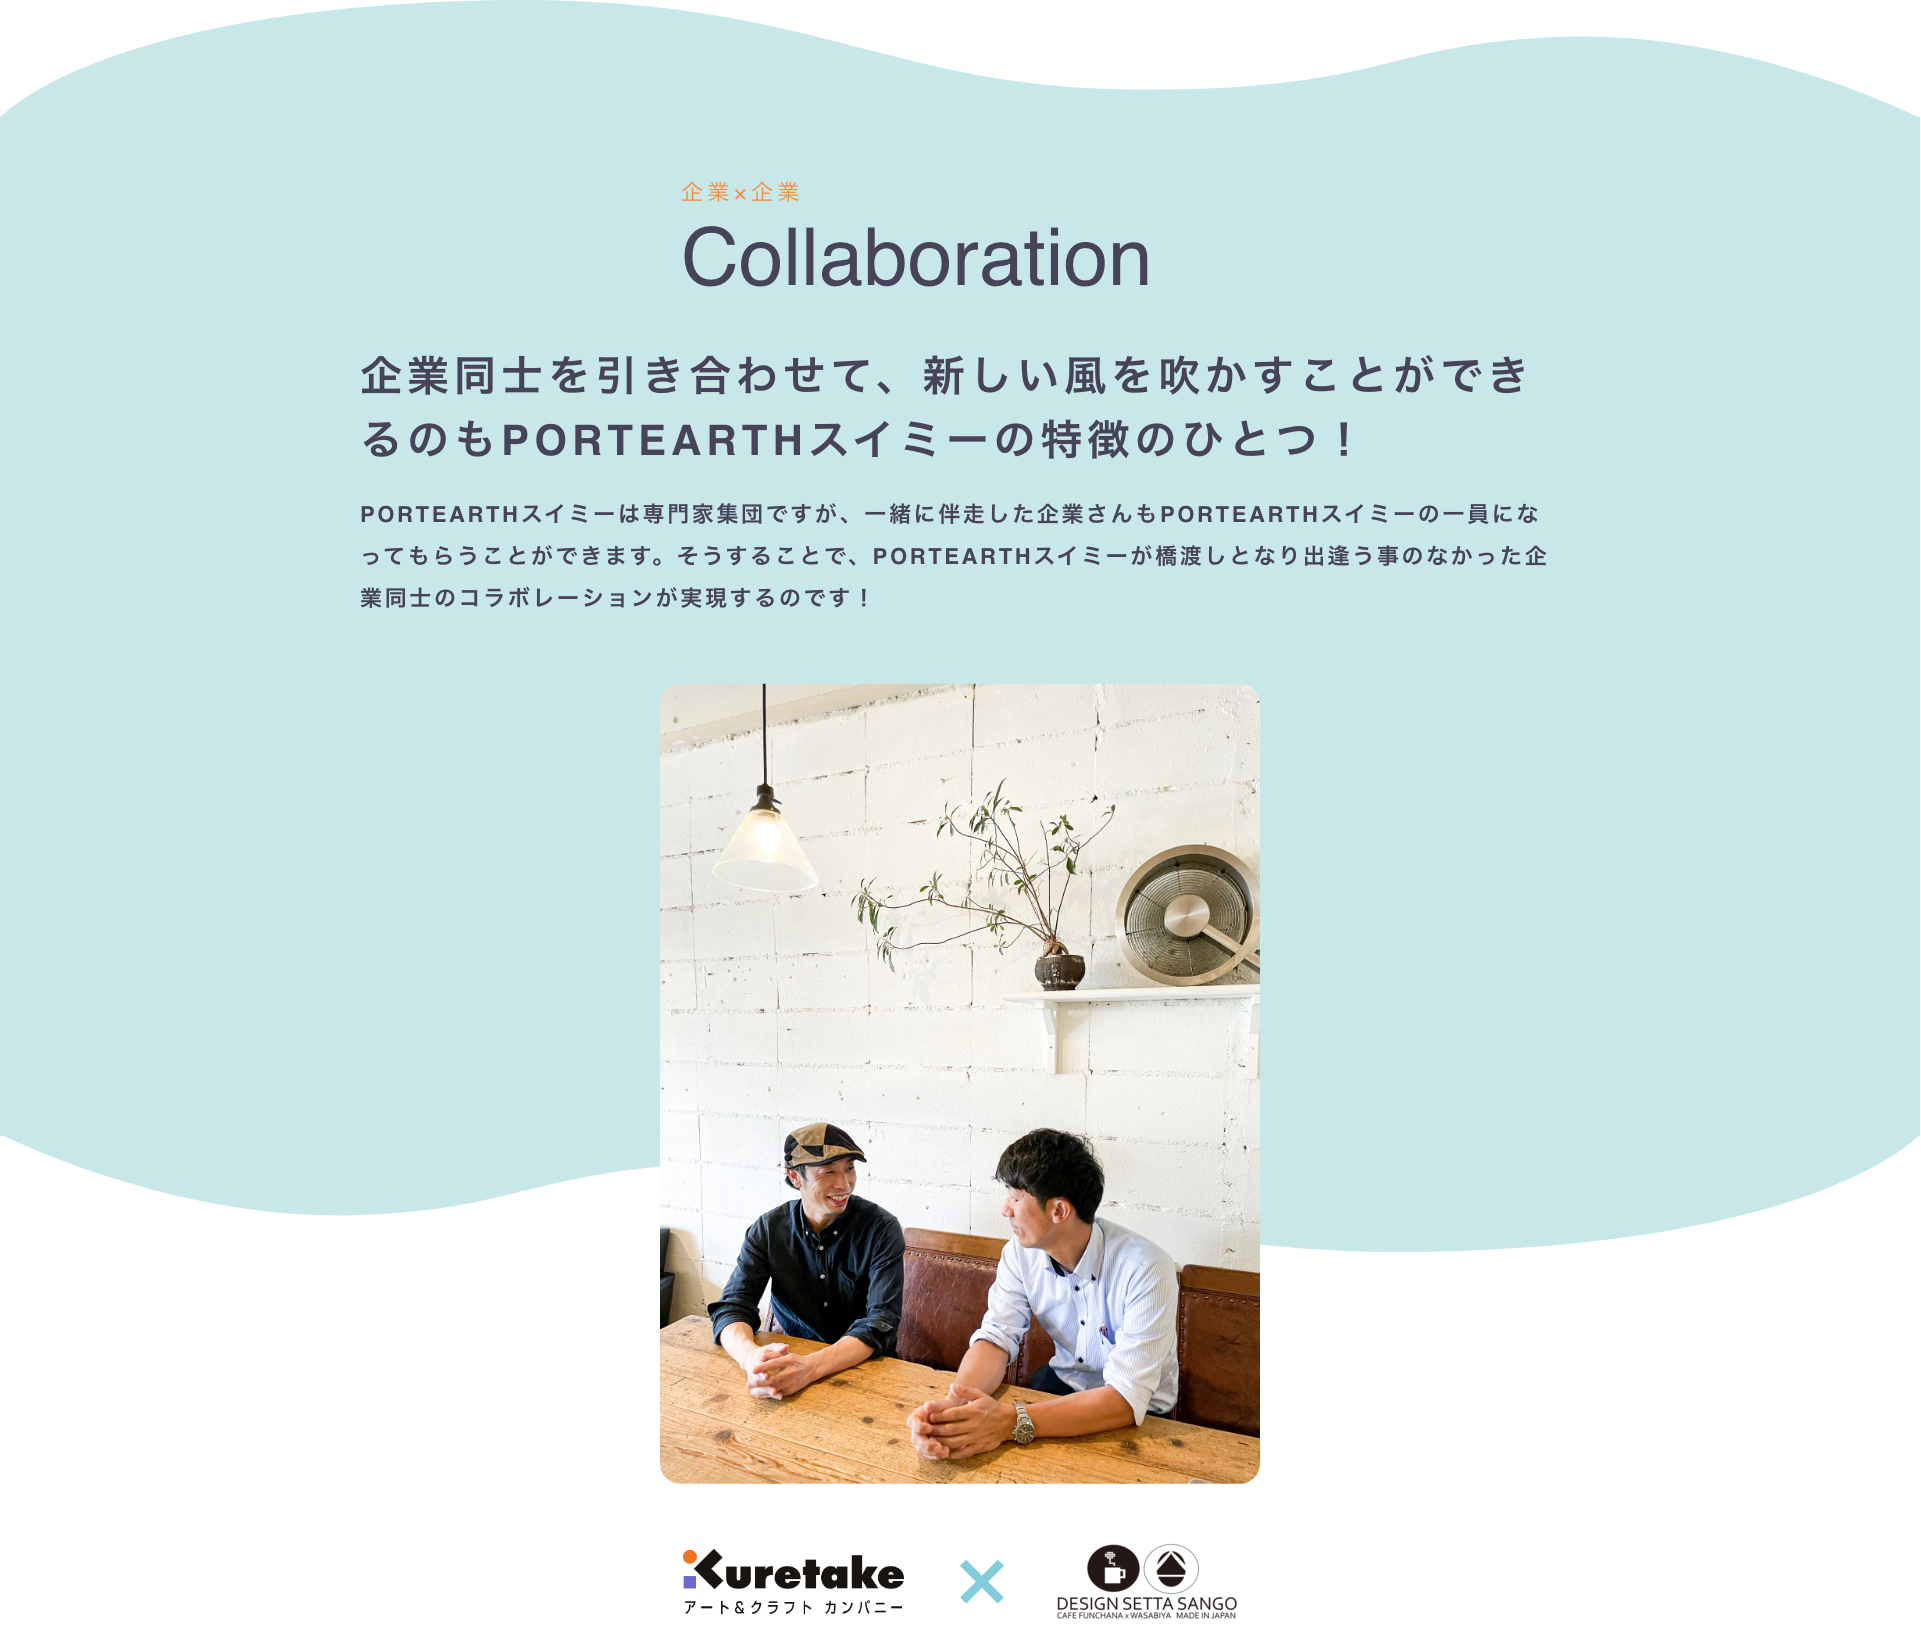 企業×企業
Collaboration
企業同士を引き合わせて、新しい風を吹かすことができ
るのもPORTEARTHスイミーの特徴のひとつ！
PORTEARTHスイミーは専門家集団ですが、一緒に伴走した企業さんもPORTEARTHスイミーの一員にな
ってもらうことができます。そうすることで、PORTEARTHスイミーが橋渡しとなり出逢う事のなかった企
業同士のコラボレーションが実現するのです！
Kuretake
アート&クラフト カンパニー
×
DESIGN SETTA SANGO
CAFE FUNCHANA x WASABIYA MADE IN JAPAN